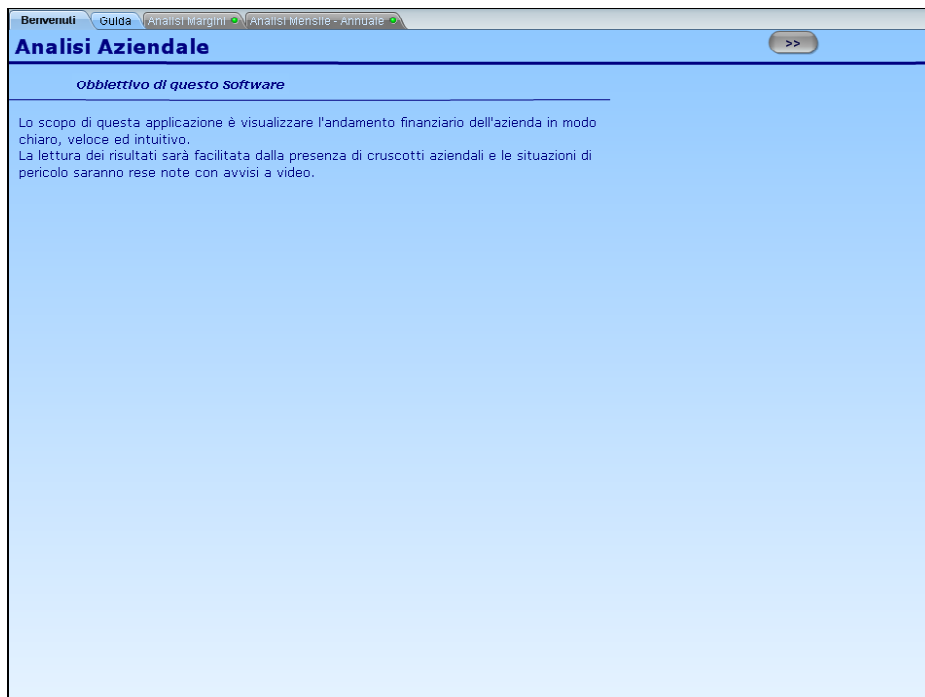 Benvenuti Guida Analisi Margini Analisi Mensile - Annuale
Analisi Aziendale >>
Obbiettivo di questo Software
Lo scopo di questa applicazione è visualizzare l'andamento finanziario dell'azienda in modo
chiaro, veloce ed intuitivo.
La lettura dei risultati sarà facilitata dalla presenza di cruscotti aziendali e le situazioni di
pericolo saranno rese note con avvisi a video.